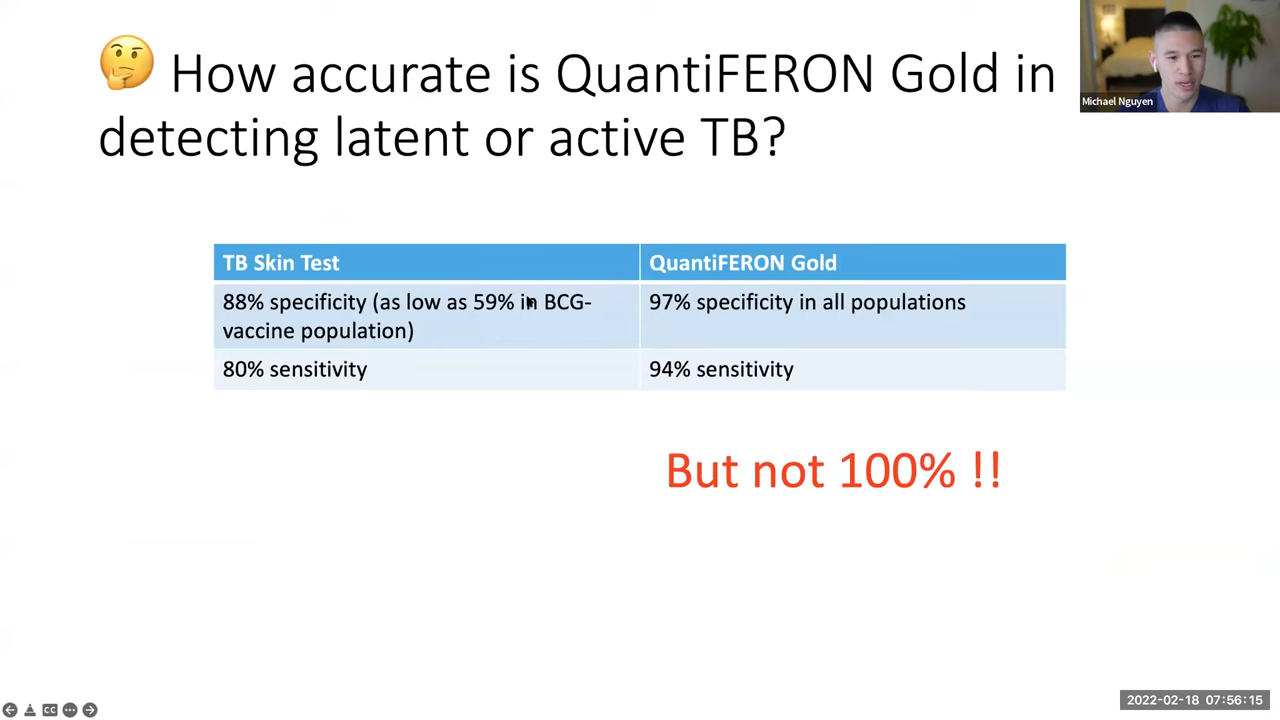 How accurate is QuantiFERON Gold in
detecting latent or active TB?
Michael Nguyen
TB Skin Test
QuantiFERON Gold
88% specificity (as low as 59% in BCG-
vaccine population)
97% specificity in all populations
80% sensitivity
94% sensitivity
But not 100% !!
CC
2022-02-18 07:56:15